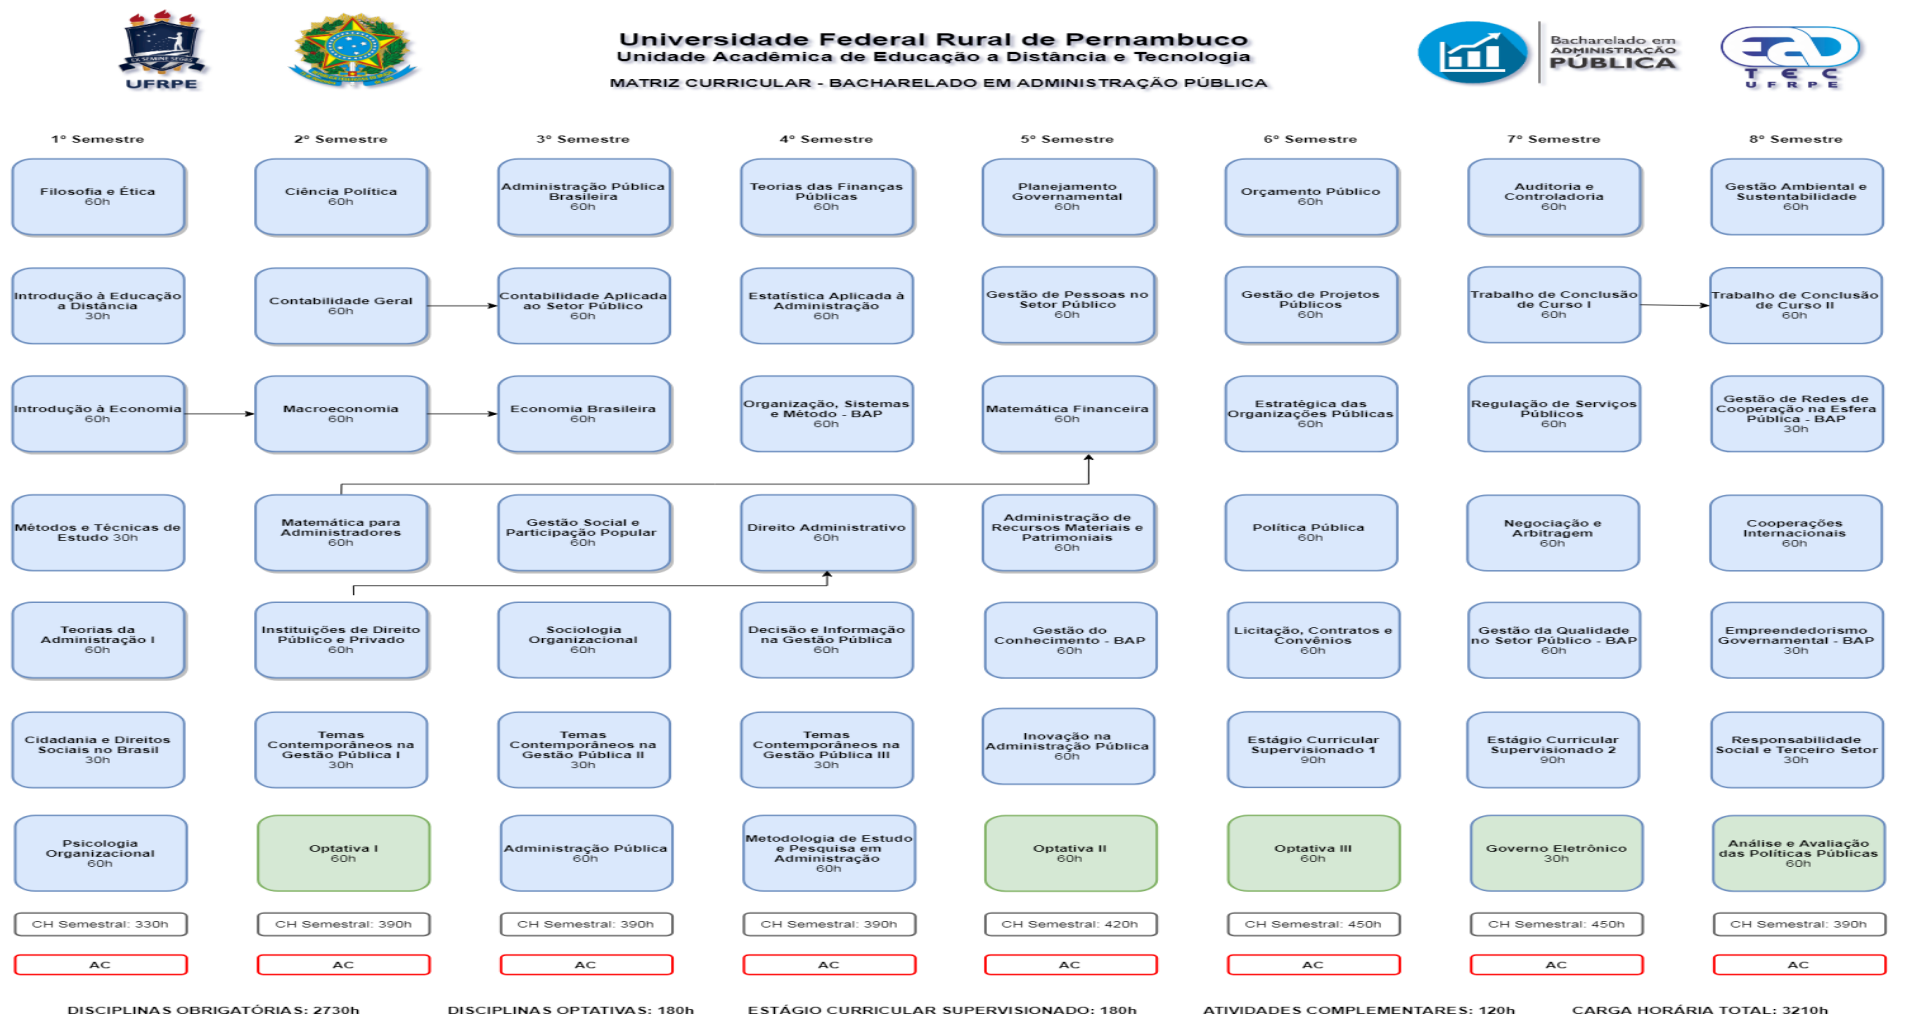 Universidade Federal Rural de Pernambuco
Unidade Acadêmica de Educação a Distância e Tecnologia
MATRIZ CURRICULAR - BACHARELADO EM ADMINISTRAÇÃO PÚBLICA
EX SEMINE SEGES
UFRPE
Bacharelado em
ADMINISTRAÇÃO
PÚBLICA
EAD
TEC
UFRPE
1º Semestre
2º Semestre
3º Semestre
4º Semestre
5º Semestre
6º Semestre
7º Semestre
8º Semestre
Filosofia e Ética
60h
Ciência Política
60h
Administração Pública
Brasileira
60h
Teorias das Finanças
Públicas
60h
Planejamento
Governamental
60h
Orçamento Público
60h
Auditoria e
Controladoria
60h
Gestão Ambiental e
Sustentabilidade
60h
Introdução à Educação
a Distância
30h
Contabilidade Geral
60h
Contabilidade Aplicada
ao Setor Público
60h
Estatística Aplicada à
Administração
60h
Gestão de Pessoas no
Setor Público
60h
Gestão de Projetos
Públicos
60h
Trabalho de Conclusão
de Curso I
60h
Trabalho de Conclusão
de Curso II
60h
Introdução à Economia
60h
Macroeconomia
60h
Economia Brasileira
60h
Organização, Sistemas
e Método - BAP
60h
Matemática Financeira
60h
Estratégica das
Organizações Públicas
60h
Regulação de Serviços
Públicos
60h
Gestão de Redes de
Cooperação na Esfera
Pública - BAP
30h
Métodos e Técnicas de
Estudo 30h
Matemática para
Administradores
60h
Gestão Social e
Participação Popular
60h
Direito Administrativo
60h
Administração de
Recursos Materiais e
Patrimoniais
60h
Política Pública
60h
Negociação e
Arbitragem
60h
Cooperações
Internacionais
60h
Teorias da
Administração I
60h
Instituições de Direito
Público e Privado
60h
Sociologia
Organizacional
60h
Decisão e Informação
na Gestão Pública
60h
Gestão do
Conhecimento - BAP
60h
Licitação, Contratos e
Convênios
60h
Gestão da Qualidade
no Setor Público - BAP
60h
Empreendedorismo
Governamental - BAP
30h
Cidadania e Direitos
Sociais no Brasil
30h
Temas
Contemporâneos na
Gestão Pública I
30h
Temas
Contemporâneos na
Gestão Pública II
30h
Temas
Contemporâneos na
Gestão Pública III
30h
Inovação na
Administração Pública
60h
Estágio Curricular
Supervisionado 1
90h
Estágio Curricular
Supervisionado 2
90h
Responsabilidade
Social e Terceiro Setor
30h
Psicologia
Organizacional
60h
Optativa I
60h
Administração Pública
60h
Metodologia de Estudo
e Pesquisa em
Administração
60h
Optativa II
60h
Optativa III
60h
Governo Eletrônico
30h
Análise e Avaliação
das Políticas Públicas
60h
CH Semestral: 330h
CH Semestral: 390h
CH Semestral: 390h
CH Semestral: 390h
CH Semestral: 420h
CH Semestral: 450h
CH Semestral: 450h
CH Semestral: 390h
AC
AC
AC
AC
AC
AC
AC
AC
DISCIPLINAS OBRIGATÓRIAS: 2730h
DISCIPLINAS OPTATIVAS: 180h
ESTÁGIO CURRICULAR SUPERVISIONADO: 180h
ATIVIDADES COMPLEMENTARES: 120h
CARGA HORÁRIA TOTAL: 3210h